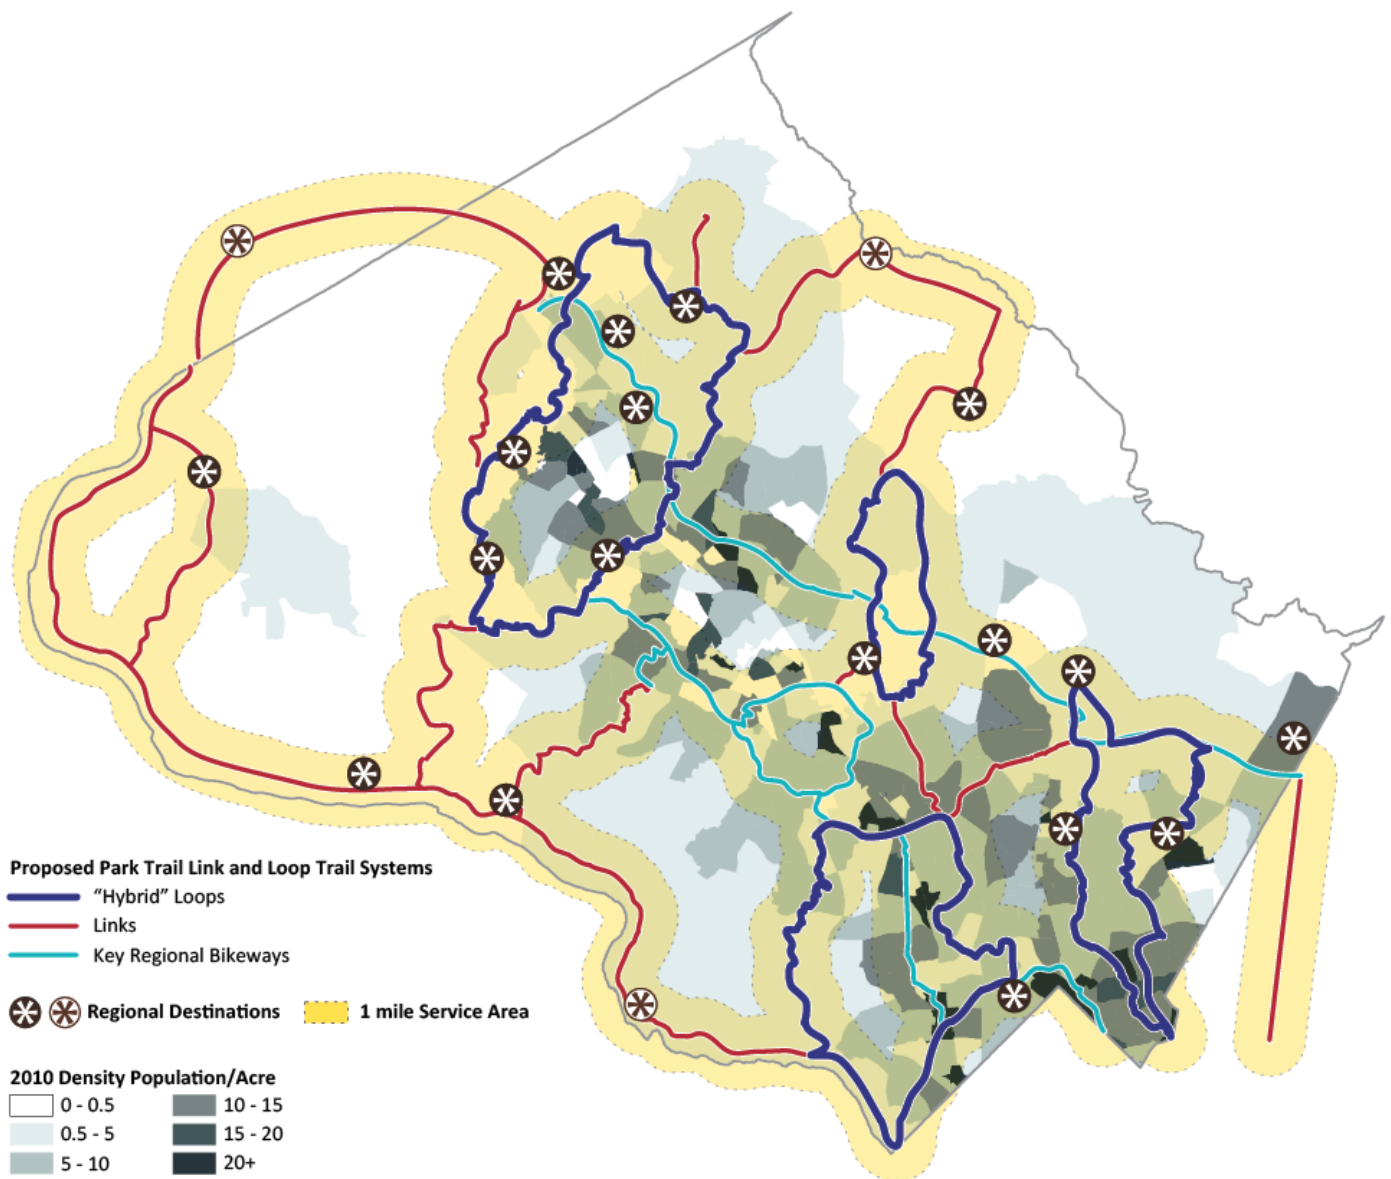 Proposed Park Trail Link and Loop Trail Systems
“Hybrid” Loops
Links
Key Regional Bikeways
Regional Destinations
1 mile Service Area
2010 Density Population/Acre
0 - 0.5
10 - 15
0.5 - 5
15 - 20
5 - 10
20+